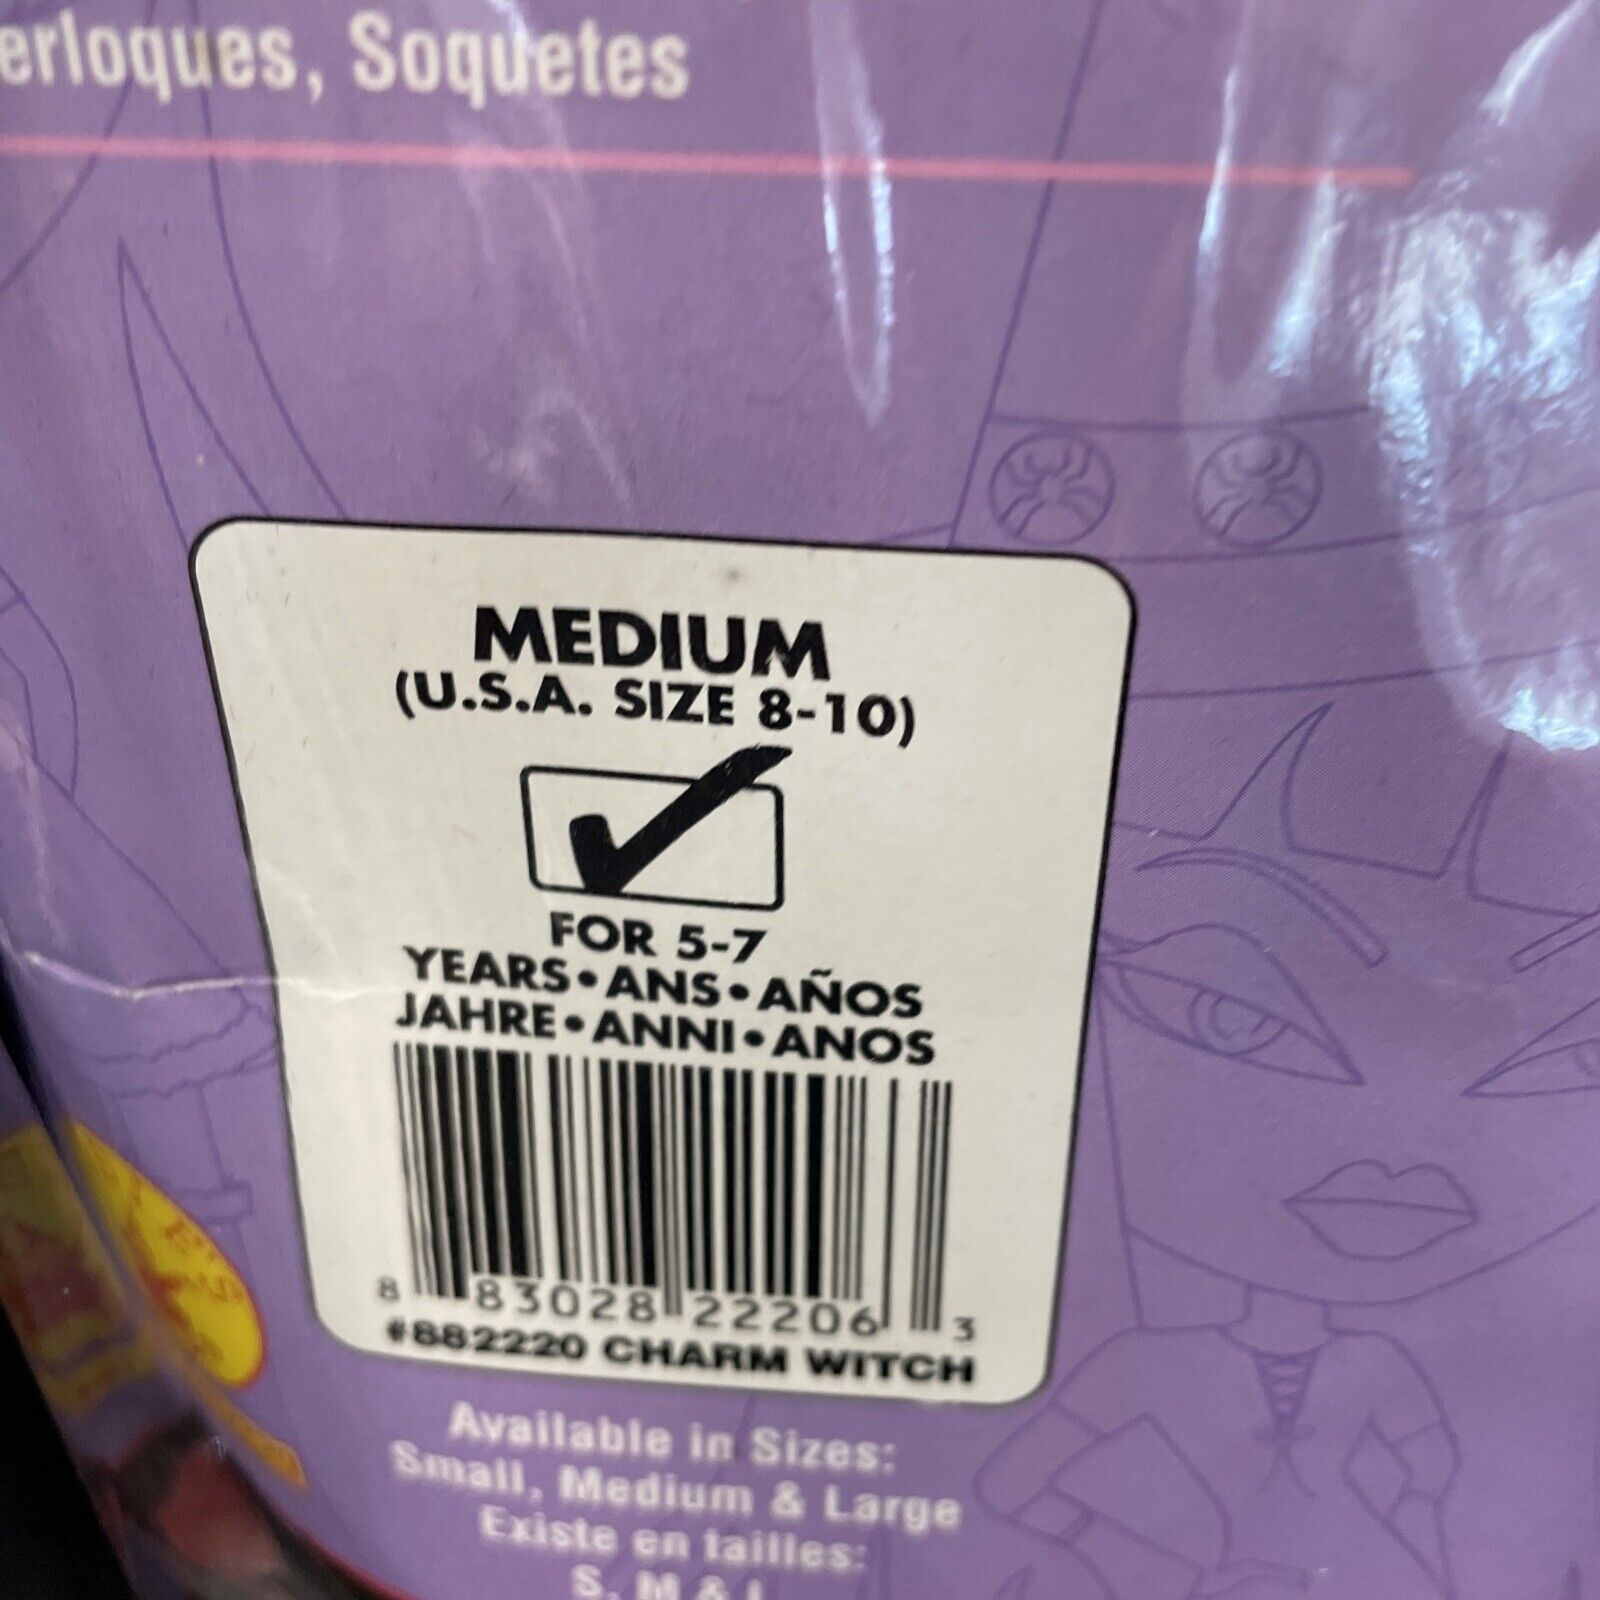 Soquetes
MEDIUM
(U.S.A. SIZE 8-10)
FOR 5-7
YEARS•ANS•AÑOS
JAHRE•ANNI•ANOS
8 83028 22206 3
#882220 CHARM WITCH
Available in Sizes:
Small, Medium & Large
Existe en tailles:
S, M &